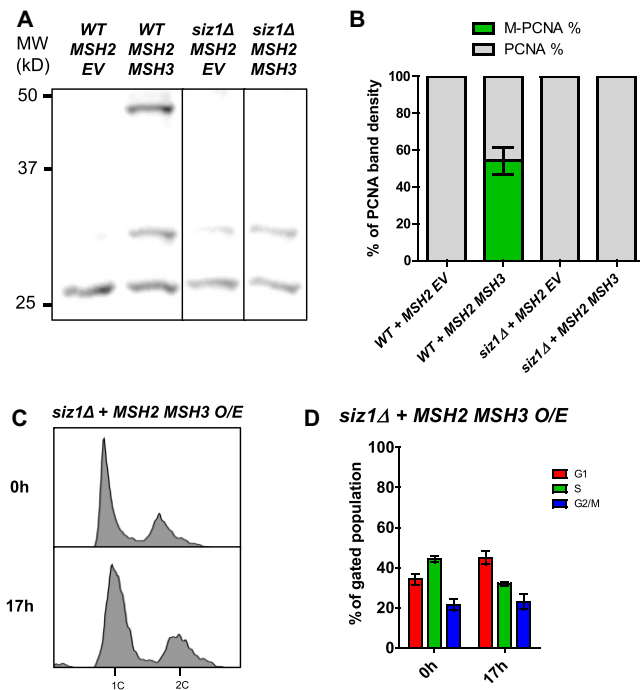 A
MW
(kD)
WT
MSH2
EV
WT
MSH2
MSH3
siz1Δ
MSH2
EV
siz1Δ
MSH2
MSH3
50
37
25
B
M-PCNA %
PCNA %
% of PCNA band density
100
80
60
40
20
0
WT + MSH2 EV
WT + MSH2 MSH3
siz1Δ + MSH2 EV
siz1Δ + MSH2 MSH3
C
siz1Δ + MSH2 MSH3 O/E
0h
17h
1C
2C
D
siz1Δ + MSH2 MSH3 O/E
% of gated population
100
80
60
40
20
0
0h
17h
G1
S
G2/M